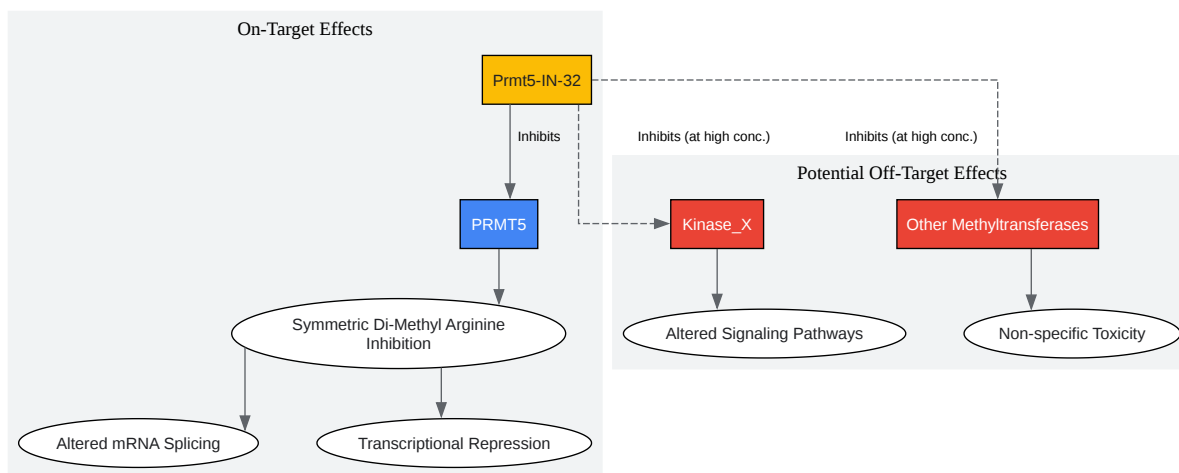 On-Target Effects
Prmt5-IN-32
Inhibits
Inhibits (at high conc.)
Inhibits (at high conc.)
Potential Off-Target Effects
PRMT5
Kinase_X
Other Methyltransferases
Symmetric Di-Methyl Arginine
Inhibition
Altered Signaling Pathways
Non-specific Toxicity
Altered mRNA Splicing
Transcriptional Repression